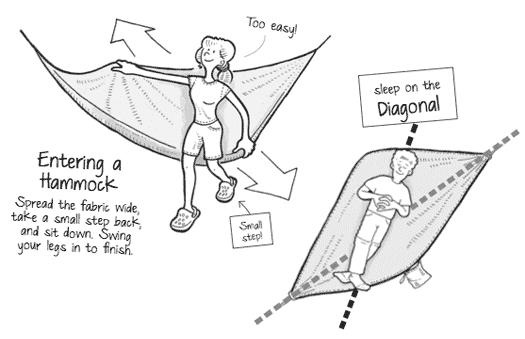 Too easy!
Entering a
Hammock
Spread the fabric wide,
take a small step back,
and sit down. Swing
your legs in to finish.
Small
step!
sleep on the
Diagonal